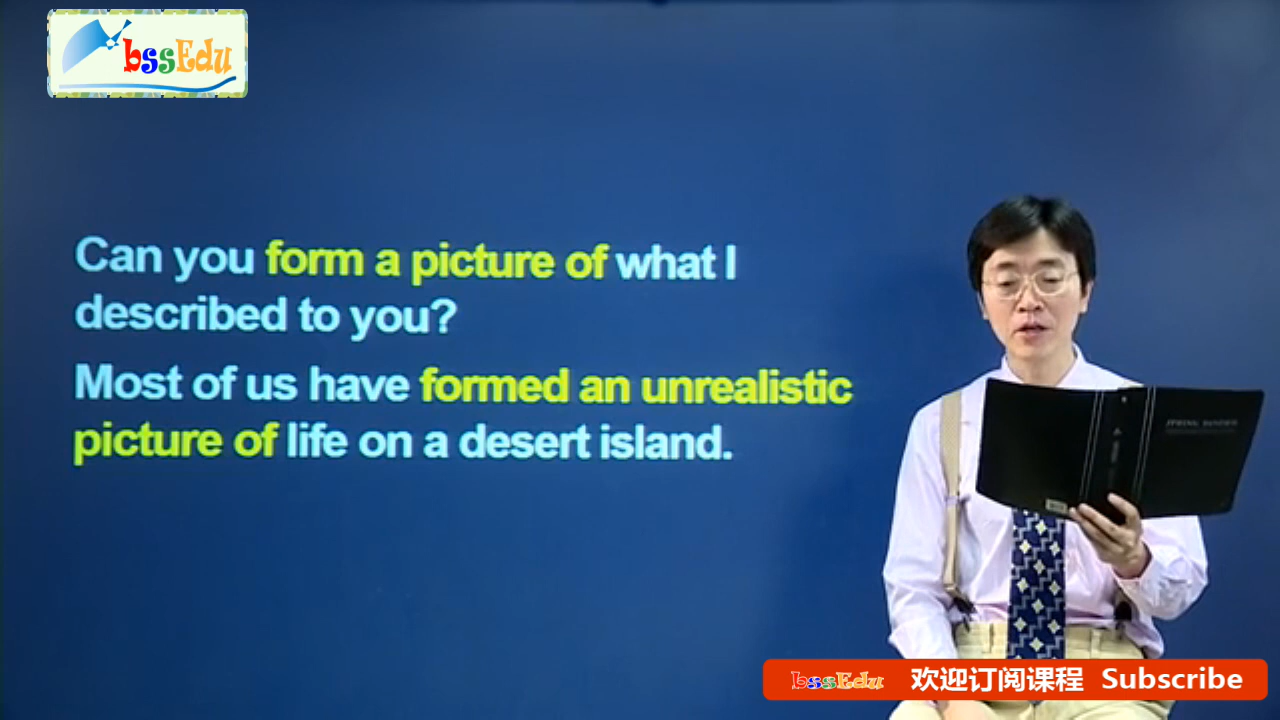 bssEdu
Can you form a picture of what I
described to you?
Most of us have formed an unrealistic
picture of life on a desert island.
bssEdu 欢迎订阅课程 Subscribe